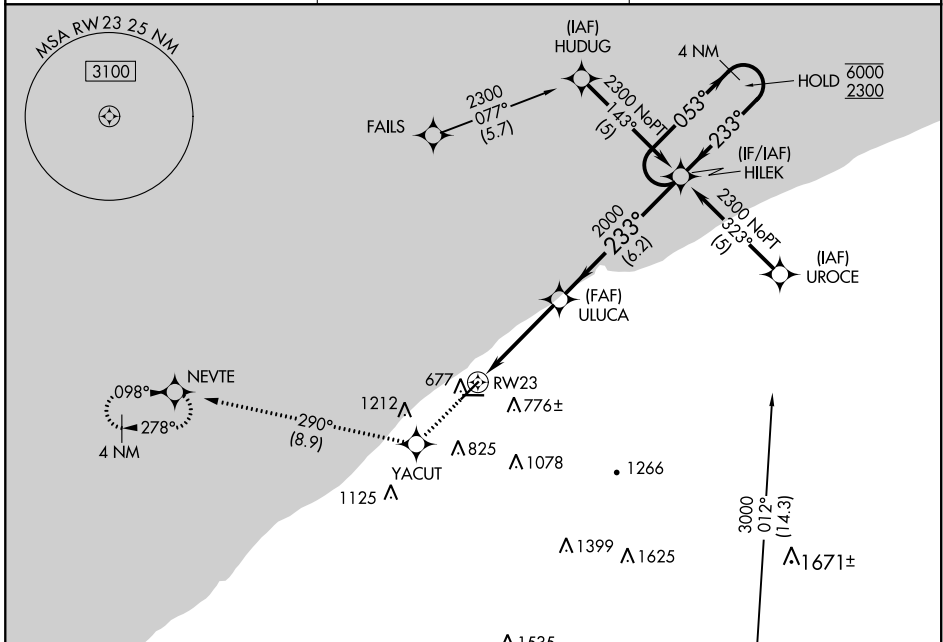 MSA RW 23 25 NM
3100
(IAF)
HUDUG
4 NM
HOLD
6000
2300
2300
077°
(5.7)
FAILS
2300 NoPT
143°
(5)
053°
233°
(IF/IAF)
HILEK
2300 NoPT
323°
(5)
(IAF)
UROCE
2000
233°
(6.2)
(FAF)
ULUCA
NEVTE
098°
278°
4 NM
677
RW23
1212
776±
290°
(8.9)
825
YACUT
1078
1266
1125
3000
012°
(14.3)
1399
1625
1671±
1535